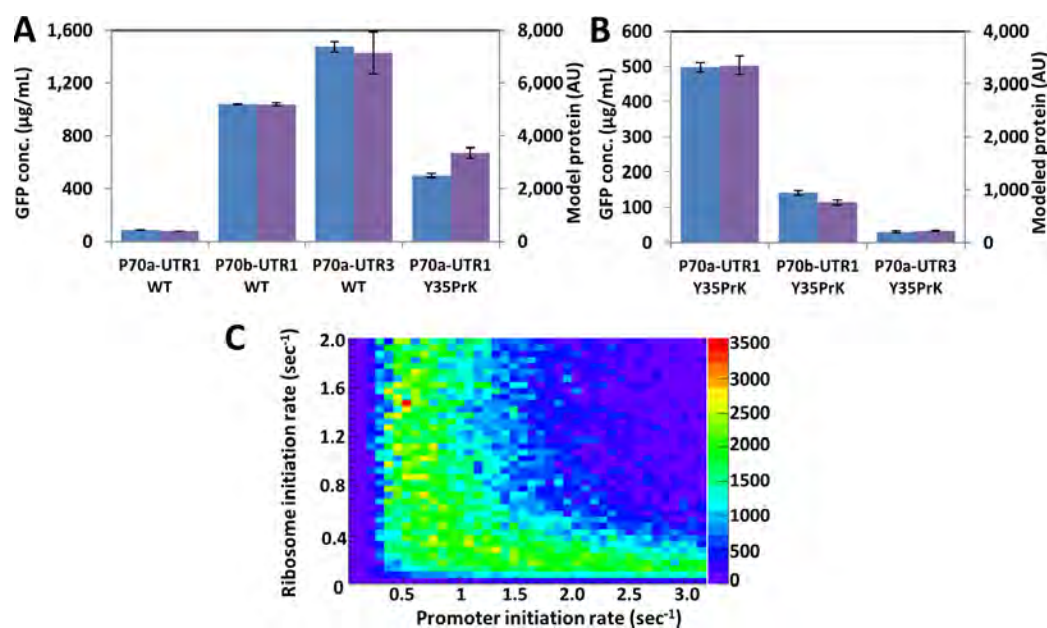 A
1,600
1,200
800
400
0
GFP conc. (µg/mL)
8,000
6,000
4,000
2,000
0
Model protein (AU)
P70a-UTR1
WT
P70b-UTR1
WT
P70a-UTR3
WT
P70a-UTR1
Y35PrK
B
600
500
400
300
200
100
0
GFP conc. (µg/mL)
4,000
3,000
2,000
1,000
0
Modeled protein (AU)
P70a-UTR1
Y35PrK
P70b-UTR1
Y35PrK
P70a-UTR3
Y35PrK
C
2.0
1.6
1.2
0.8
0.4
0
Ribosome initiation rate (sec⁻¹)
0.5
1
1.5
2.0
2.5
3.0
Promoter initiation rate (sec⁻¹)
3500
3000
2500
2000
1500
1000
500
0